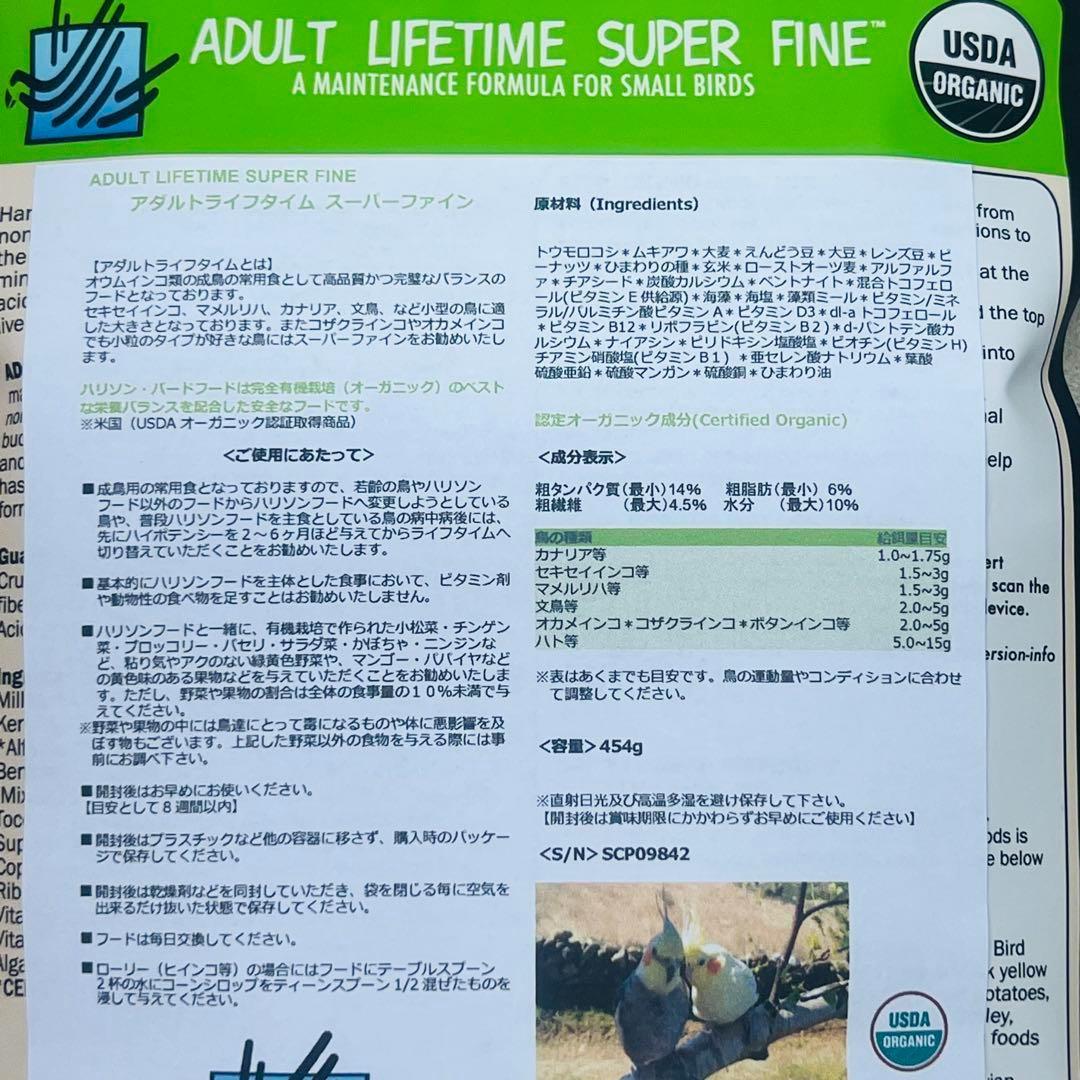 ADULT LIFETIME SUPER FINE™
A MAINTENANCE FORMULA FOR SMALL BIRDS
USDA
ORGANIC
ADULT LIFETIME SUPER FINE
アダルトライフタイム スーパーファイン
【アダルトライフタイムとは】
オウムインコ類の成鳥の常用食として高品質かつ完璧なバランスの
フードとなっております。
セキセイインコ、マメルリハ、カナリア、文鳥、など小型の鳥に適
した大きさとなっております。またコザクラインコやオカメインコ
でも小粒のタイプが好きな鳥にはスーパーファインをお勧めいたし
ます。
ハリソン・バードフードは完全有機栽培（オーガニック）のベスト
な栄養バランスを配合した安全なフードです。
※米国（USDA オーガニック認証取得商品）
＜ご使用にあたって＞
■成鳥用の常用食となっておりますので、若齢の鳥やハリソン
フード以外のフードからハリソンフードへ変更しようとしている
鳥や、普段ハリソンフードを主食としている鳥の病中病後には、
先にハイポテンシーを２～６ヶ月ほど与えてからライフタイムへ
切り替えていただくことをお勧めいたします。
■基本的にハリソンフードを主体とした食事において、ビタミン剤
や動物性の食べ物を足すことはお勧めいたしません。
■ハリソンフードと一緒に、有機栽培で作られた小松菜・チンゲン
菜・ブロッコリー・パセリ・サラダ菜・かぼちゃ・ニンジンな
ど、粘り気やアクのない緑黄色野菜や、マンゴー・パパイヤなど
の黄色味のある果物などを与えていただくことをお勧めいたしま
す。ただし、野菜や果物の割合は全体の食事量の１０％未満で与
えてください。
※野菜や果物の中には鳥達にとって毒になるものや体に悪影響を及
ぼす物もございます。上記した野菜以外の食物を与える際には事
前にお調べ下さい。
■開封後はお早めにお使いください。
【目安として８週間以内】
■開封後はプラスチックなど他の容器に移さず、購入時のパッケー
ジで保存してください。
■開封後は乾燥剤などを同封していただき、袋を閉じる毎に空気を
出来るだけ抜いた状態で保存してください。
■フードは毎日交換してください。
■ローリー（ヒインコ等）の場合にはフードにテーブルスプーン
２杯の水にコーンシロップをティーンスプーン 1/2 混ぜたものを
浸して与えてください。
原材料（Ingredients）
トウモロコシ＊ムキアワ＊大麦＊えんどう豆＊大豆＊レンズ豆＊ピ
ーナッツ＊ひまわりの種＊玄米＊ローストオーツ麦＊アルファルフ
ァ＊チアシード＊炭酸カルシウム＊ベントナイト＊混合トコフェロ
ール(ビタミンＥ供給源)＊海藻＊海塩＊藻類ミール＊ビタミン/ミネ
ラル/パルミチン酸ビタミン A＊ビタミン D3＊dl-a トコフェロール
＊ビタミン B12＊リボフラビン(ビタミンＢ２)＊d-パントテン酸カ
ルシウム＊ナイアシン＊ピリドキシン塩酸塩＊ビオチン(ビタミンＨ)
チアミン硝酸塩(ビタミンＢ１) ＊亜セレン酸ナトリウム＊葉酸
硫酸亜鉛＊硫酸マンガン＊硫酸銅＊ひまわり油
認定オーガニック成分(Certified Organic)
＜成分表示＞
粗タンパク質(最小)14% 粗脂肪(最小) 6%
粗繊維 (最大)4.5% 水分 (最大)10%
鳥の種類 給餌量目安
カナリア等 1.0~1.75g
セキセイインコ等 1.5~3g
マメルリハ等 1.5~3g
文鳥等 2.0~5g
オカメインコ＊コザクラインコ＊ボタンインコ等 2.0~5g
ハト等 5.0~15g
※表はあくまでも目安です。鳥の運動量やコンディションに合わせ
て調整してください。
＜容量＞454g
※直射日光及び高温多湿を避け保存して下さい。
【開封後は賞味期限にかかわらずお早めにご使用ください】
＜S/N＞SCP09842
USDA
ORGANIC
from
at the
the top
into
scan the
version-info
is
below
Bird
yellow
foods